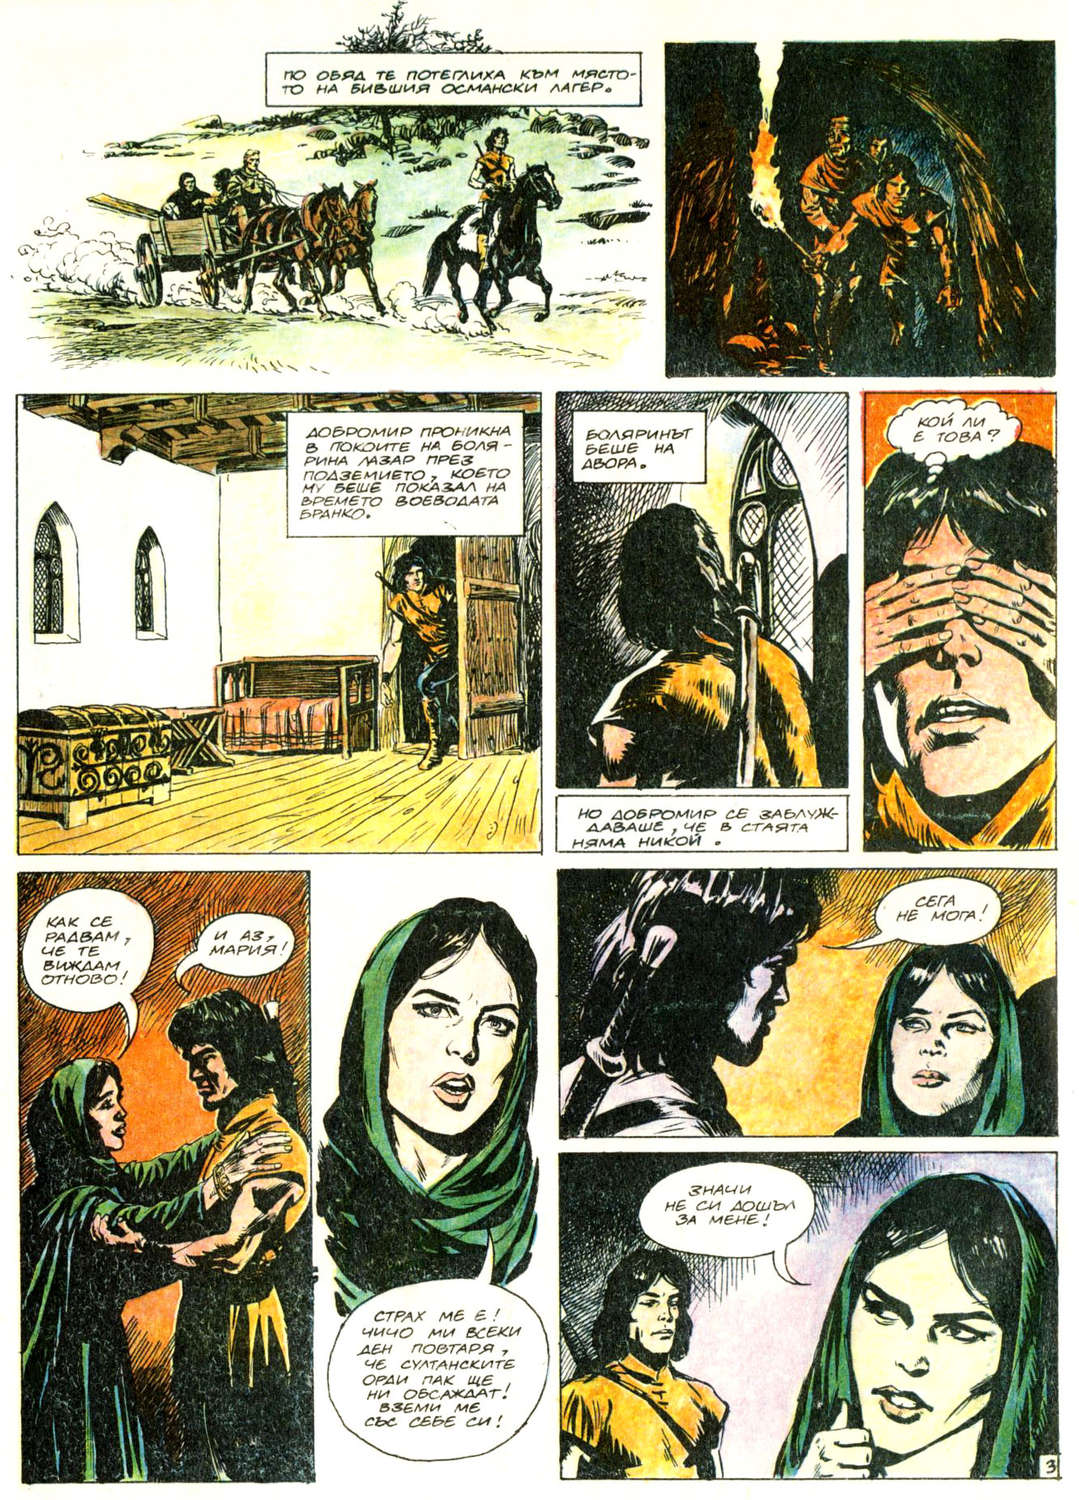 ПО ОБЯД ТЕ ПОТЕГЛИХА КЪМ МЯСТО-
ТО НА БИВШИЯ ОСМАНСКИ ЛАГЕР.
ДОБРОМИР ПРОНИКНА
В ПОКОИТЕ НА БОЛЯ-
РИНА ЛАЗАР ПРЕЗ
ПОДЗЕМИЕТО, КОЕТО
МУ БЕШЕ ПОКАЗАЛ НА
ВРЕМЕТО ВОЕВОДАТА
БРАНКО.
БОЛЯРИНЪТ
БЕШЕ НА
ДВОРА.
НО ДОБРОМИР СЕ ЗАБЛУЖ-
ДАВАШЕ, ЧЕ В СТАЯТА
НЯМА НИКОЙ.
КОЙ ЛИ
Е ТОВА?
КАК СЕ
РАДВАМ,
ЧЕ ТЕ
ВИЖДАМ
ОТНОВО!
И АЗ,
МАРИЯ!
СТРАХ МЕ Е!
ЧИЧО МИ ВСЕКИ
ДЕН ПОВТАРЯ,
ЧЕ СУЛТАНСКИТЕ
ОРДИ ПАК ЩЕ
НИ ОБСАЖДАТ!
ВЗЕМИ МЕ
СЪС СЕБЕ СИ!
СЕГА
НЕ МОГА!
ЗНАЧИ
НЕ СИ ДОШЪЛ
ЗА МЕНЕ!
3